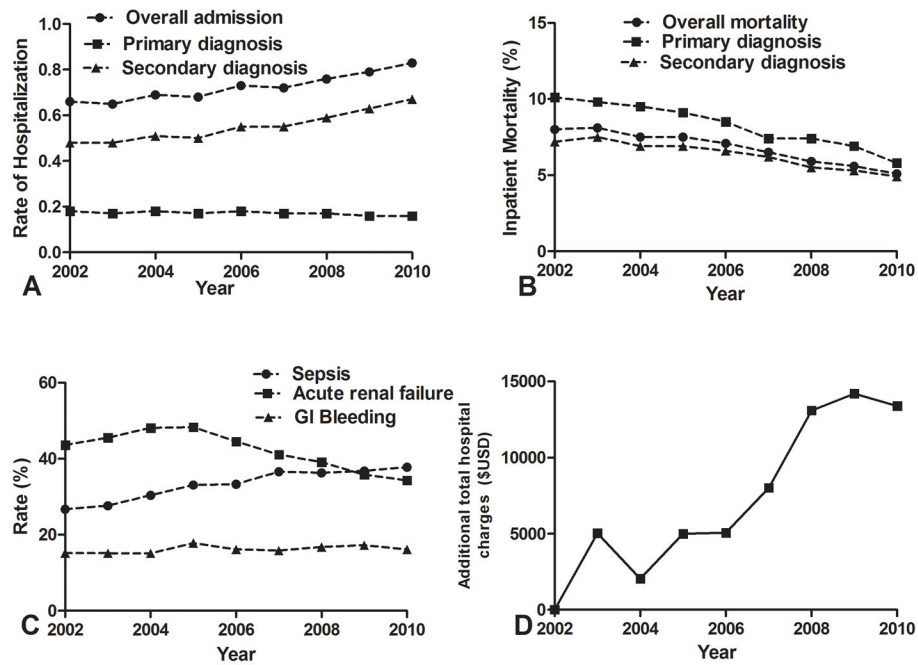 Overall admission
Primary diagnosis
Secondary diagnosis
Rate of Hospitalization
1.0
0.8
0.6
0.4
0.2
0.0
2002 2004 2006 2008 2010
Year
A
Overall mortality
Primary diagnosis
Secondary diagnosis
Inpatient Mortality (%)
15
10
5
0
2002 2004 2006 2008 2010
Year
B
Sepsis
Acute renal failure
GI Bleeding
Rate (%)
60
40
20
0
2002 2004 2006 2008 2010
Year
C
Additional total hospital
charges ($USD)
15000
10000
5000
0
2002 2004 2006 2008 2010
Year
D